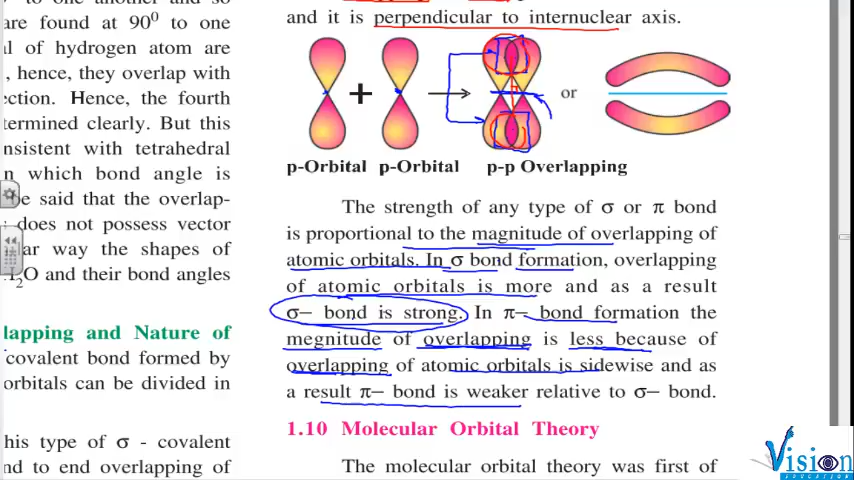 to one another and so
are found at 90⁰ to one
al of hydrogen atom are
, hence, they overlap with
ection. Hence, the fourth
termined clearly. But this
nsistent with tetrahedral
n which bond angle is
be said that the overlap-
does not possess vector
ar way the shapes of
H₂O and their bond angles
lapping and Nature of
covalent bond formed by
orbitals can be divided in
his type of σ - covalent
nd to end overlapping of
and it is perpendicular to internuclear axis.
+
or
p-Orbital p-Orbital p-p Overlapping
The strength of any type of σ or π bond
is proportional to the magnitude of overlapping of
atomic orbitals. In σ bond formation, overlapping
of atomic orbitals is more and as a result
σ– bond is strong. In π– bond formation the
megnitude of overlapping is less because of
overlapping of atomic orbitals is sidewise and as
a result π– bond is weaker relative to σ– bond.
1.10 Molecular Orbital Theory
The molecular orbital theory was first of
Vision
EDUCATION